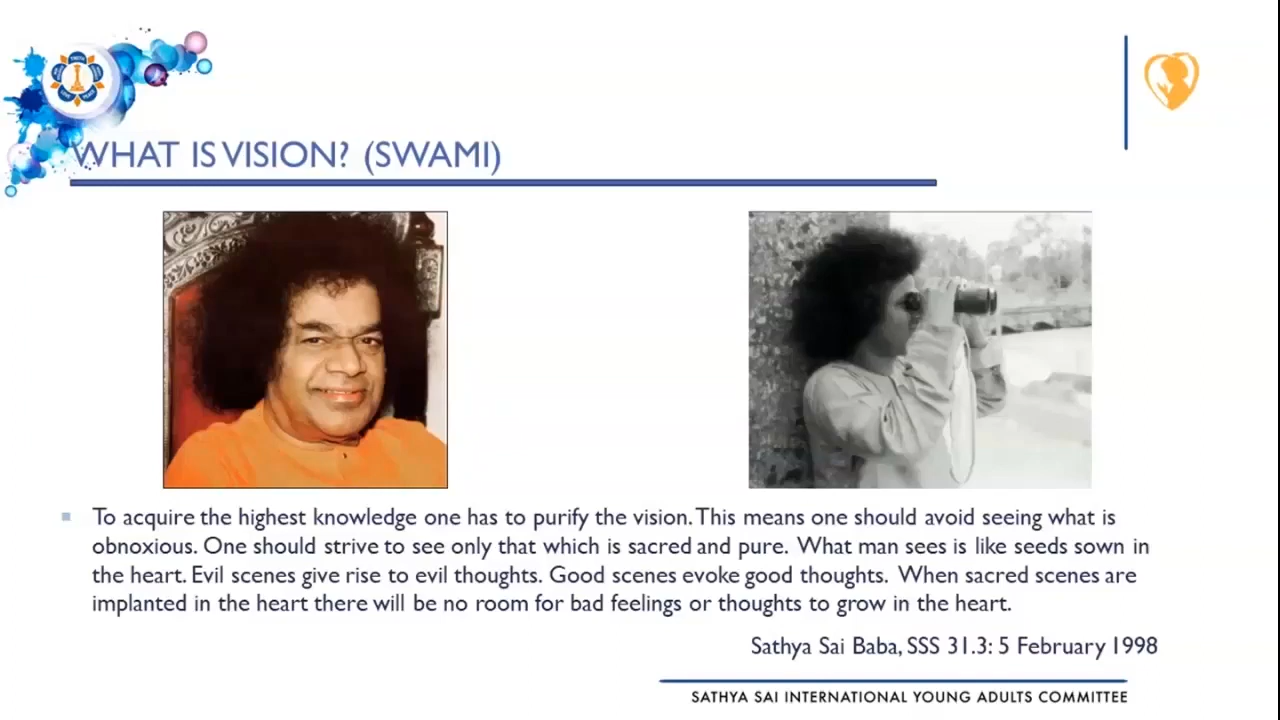 WHAT IS VISION? (SWAMI)
To acquire the highest knowledge one has to purify the vision. This means one should avoid seeing what is
obnoxious. One should strive to see only that which is sacred and pure. What man sees is like seeds sown in
the heart. Evil scenes give rise to evil thoughts. Good scenes evoke good thoughts. When sacred scenes are
implanted in the heart there will be no room for bad feelings or thoughts to grow in the heart.
Sathya Sai Baba, SSS 31.3: 5 February 1998
SATHYA SAI INTERNATIONAL YOUNG ADULTS COMMITTEE